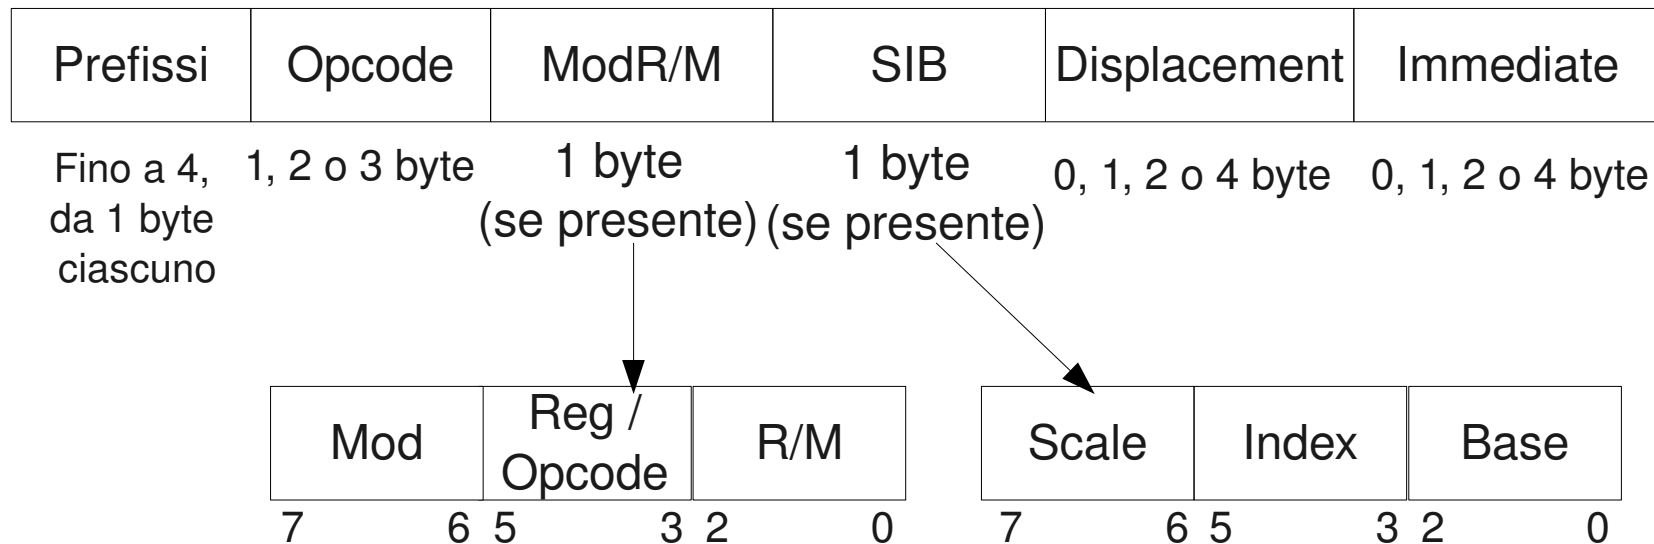 Prefissi Opcode ModR/M SIB Displacement Immediate
Fino a 4,
da 1 byte
ciascuno
1, 2 o 3 byte
1 byte
(se presente)
1 byte
(se presente)
0, 1, 2 o 4 byte
0, 1, 2 o 4 byte
Mod
Reg /
Opcode
R/M
7 6 5 3 2 0
Scale Index Base
7 6 5 3 2 0